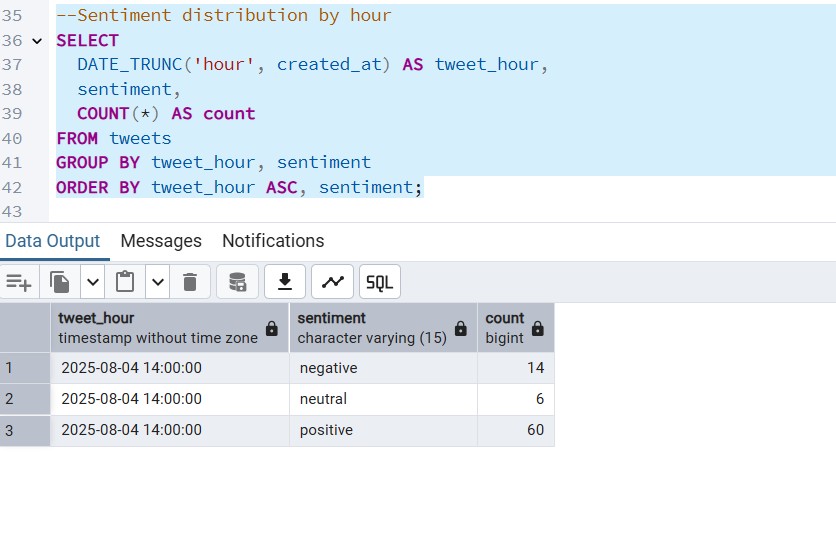 35 --Sentiment distribution by hour
36 SELECT
37 DATE_TRUNC('hour', created_at) AS tweet_hour,
38 sentiment,
39 COUNT(*) AS count
40 FROM tweets
41 GROUP BY tweet_hour, sentiment
42 ORDER BY tweet_hour ASC, sentiment;
43
Data Output Messages Notifications
SQL
tweet_hour sentiment count
timestamp without time zone character varying (15) bigint
1 2025-08-04 14:00:00 negative 14
2 2025-08-04 14:00:00 neutral 6
3 2025-08-04 14:00:00 positive 60